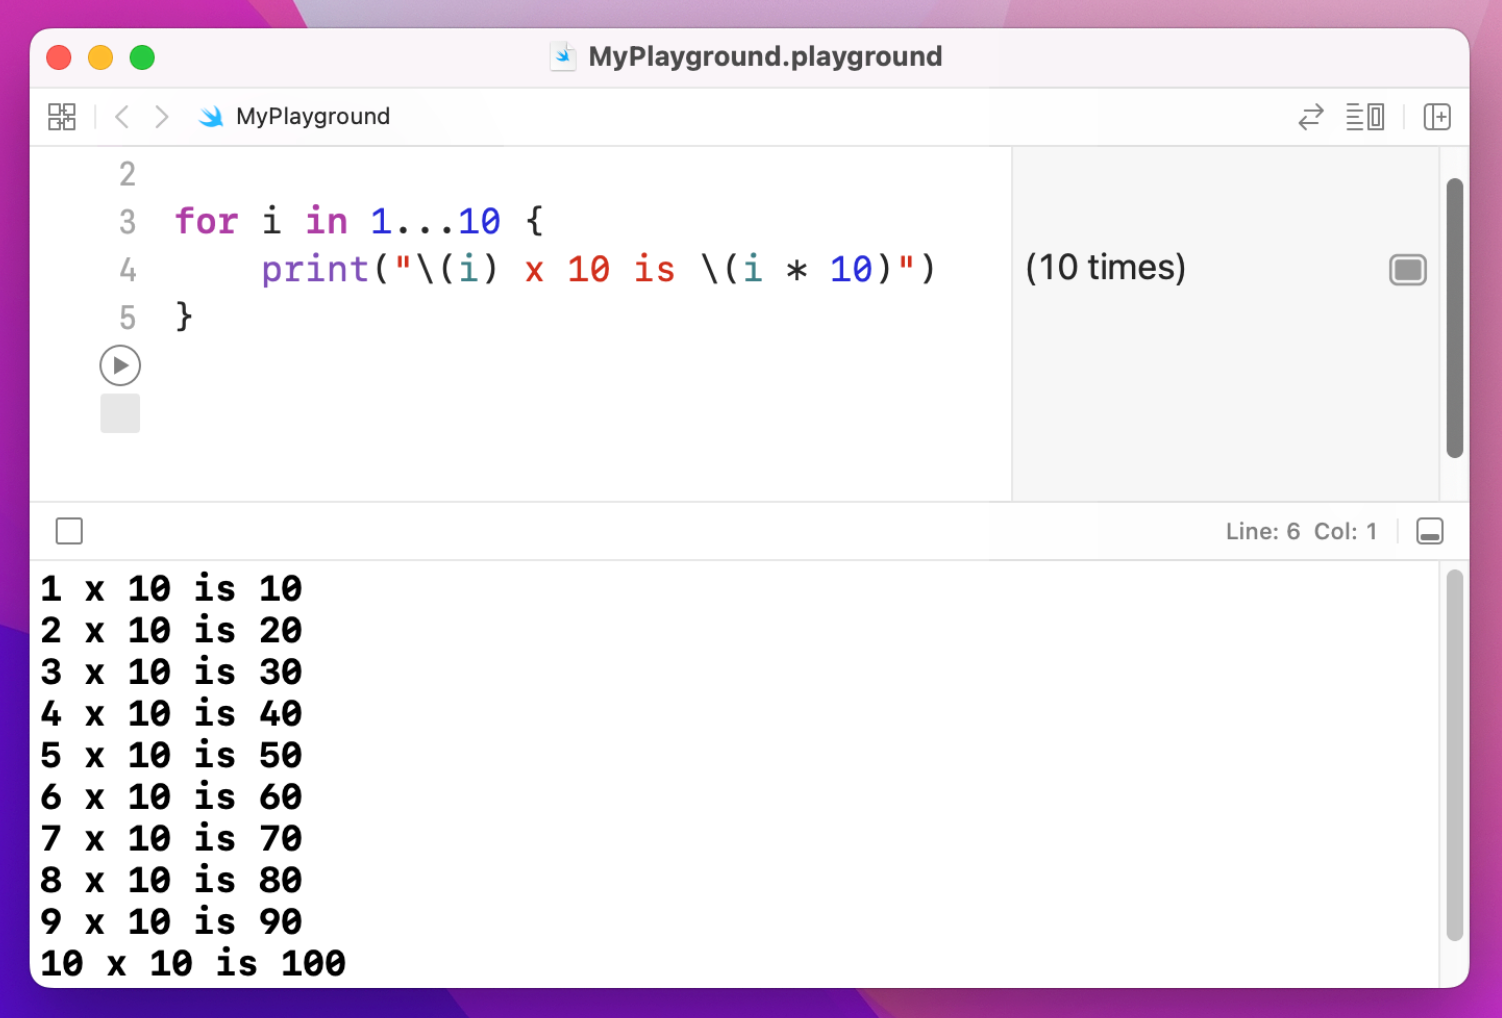 MyPlayground.playground
MyPlayground
2
3 for i in 1...10 {
4     print("\(i) x 10 is \(i * 10)")
(10 times)
5 }
Line: 6 Col: 1
1 x 10 is 10
2 x 10 is 20
3 x 10 is 30
4 x 10 is 40
5 x 10 is 50
6 x 10 is 60
7 x 10 is 70
8 x 10 is 80
9 x 10 is 90
10 x 10 is 100